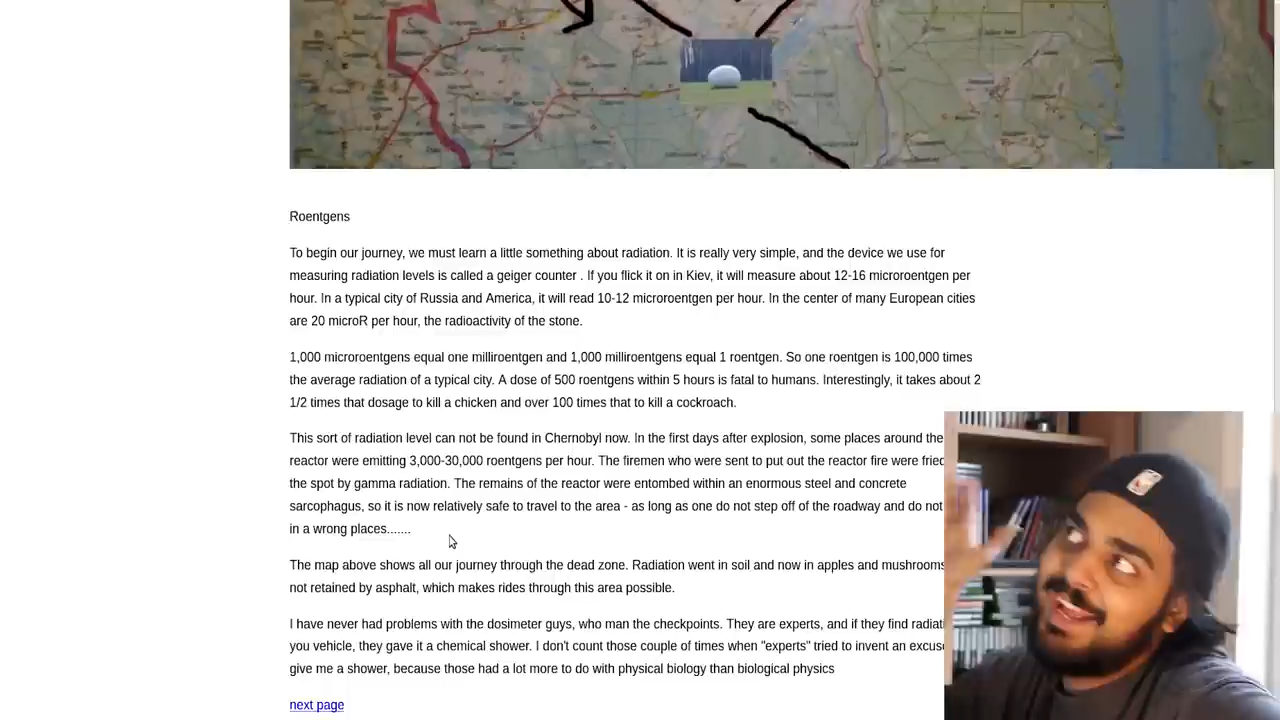 Roentgens
To begin our journey, we must learn a little something about radiation. It is really very simple, and the device we use for
measuring radiation levels is called a geiger counter . If you flick it on in Kiev, it will measure about 12-16 microroentgen per
hour. In a typical city of Russia and America, it will read 10-12 microroentgen per hour. In the center of many European cities
are 20 microR per hour, the radioactivity of the stone.
1,000 microroentgens equal one milliroentgen and 1,000 milliroentgens equal 1 roentgen. So one roentgen is 100,000 times
the average radiation of a typical city. A dose of 500 roentgens within 5 hours is fatal to humans. Interestingly, it takes about 2
1/2 times that dosage to kill a chicken and over 100 times that to kill a cockroach.
This sort of radiation level can not be found in Chernobyl now. In the first days after explosion, some places around the
reactor were emitting 3,000-30,000 roentgens per hour. The firemen who were sent to put out the reactor fire were fried
the spot by gamma radiation. The remains of the reactor were entombed within an enormous steel and concrete
sarcophagus, so it is now relatively safe to travel to the area - as long as one do not step off of the roadway and do not
in a wrong places.......
The map above shows all our journey through the dead zone. Radiation went in soil and now in apples and mushrooms
not retained by asphalt, which makes rides through this area possible.
I have never had problems with the dosimeter guys, who man the checkpoints. They are experts, and if they find radiati
you vehicle, they gave it a chemical shower. I don't count those couple of times when "experts" tried to invent an excuse
give me a shower, because those had a lot more to do with physical biology than biological physics
next page